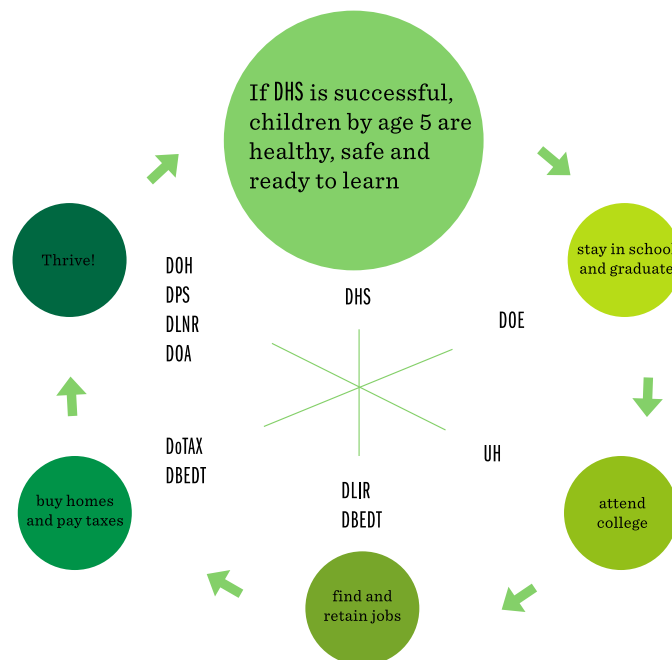 If DHS is successful,
children by age 5 are
healthy, safe and
ready to learn
stay in school
and graduate
Thrive!
DOH
DPS
DLNR
DOA
DHS
DOE
DoTAX
DBEDT
UH
DLIR
DBEDT
buy homes
and pay taxes
attend
college
find and
retain jobs